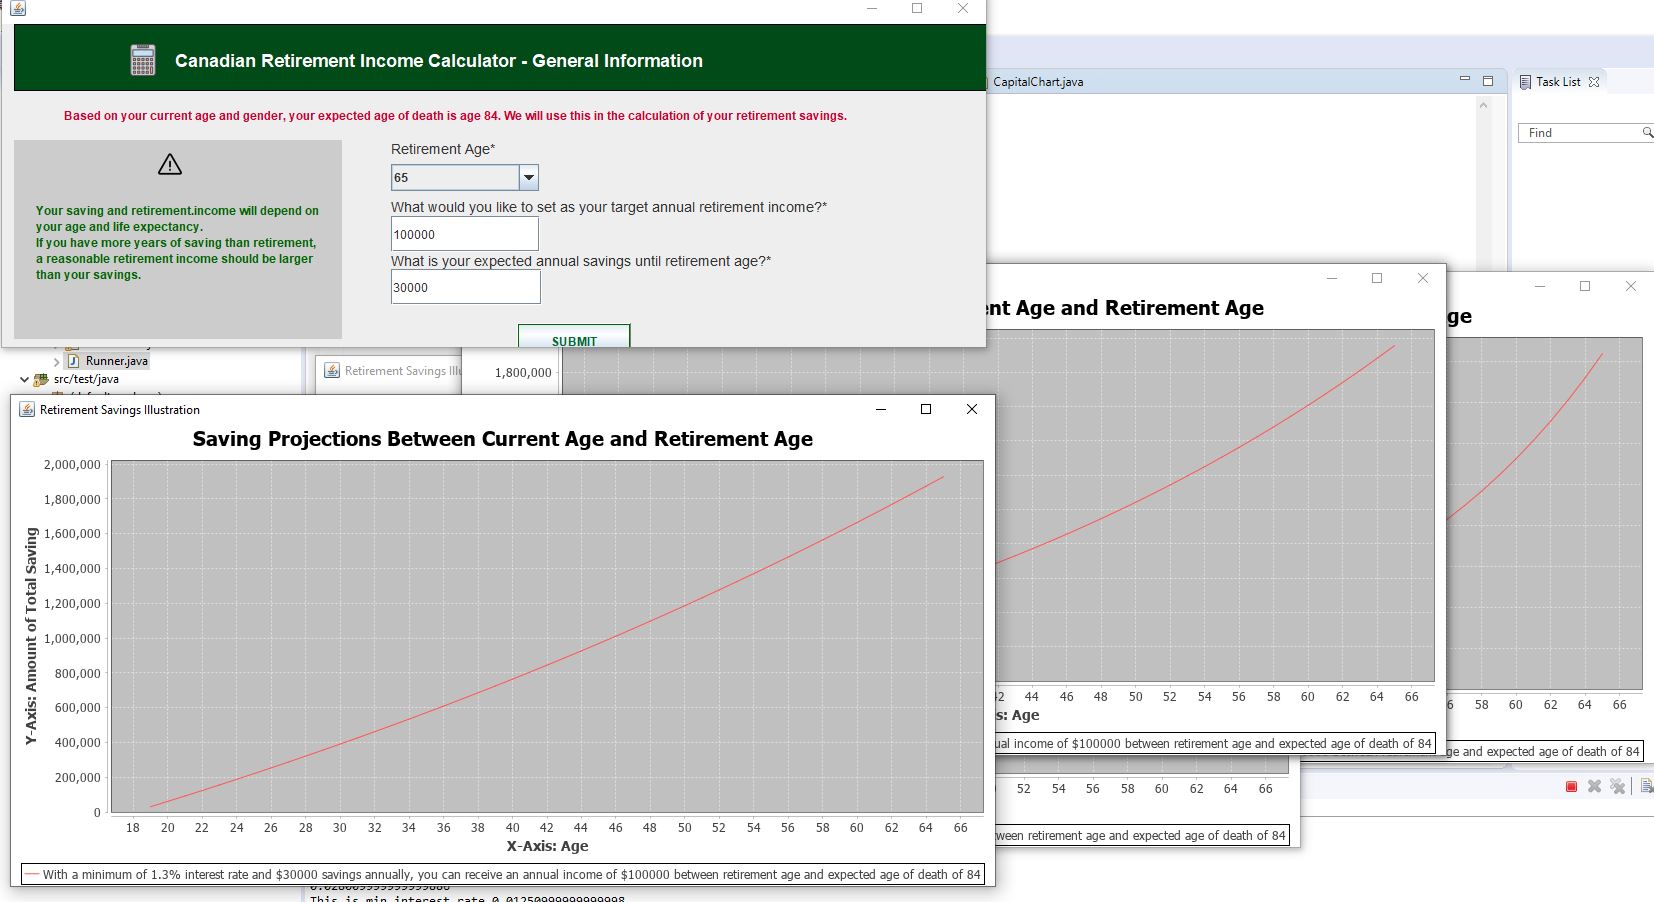 Canadian Retirement Income Calculator - General Information
Based on your current age and gender, your expected age of death is age 84. We will use this in the calculation of your retirement savings.
Your saving and retirement.income will depend on
your age and life expectancy.
If you have more years of saving than retirement,
a reasonable retirement income should be larger
than your savings.
Retirement Age*
65
What would you like to set as your target annual retirement income?*
100000
What is your expected annual savings until retirement age?*
30000
SUBMIT
CapitalChart.java
Task List
Find
Runner.java
src/test/java
Retirement Savings Illu
nt Age and Retirement Age
ge
1,800,000
42 44 46 48 50 52 54 56 58 60 62 64 66
s: Age
ual income of $100000 between retirement age and expected age of death of 84
6 58 60 62 64 66
ge and expected age of death of 84
52 54 56 58 60 62 64 66
ween retirement age and expected age of death of 84
Retirement Savings Illustration
Saving Projections Between Current Age and Retirement Age
Y-Axis: Amount of Total Saving
2,000,000
1,800,000
1,600,000
1,400,000
1,200,000
1,000,000
800,000
600,000
400,000
200,000
0
18 20 22 24 26 28 30 32 34 36 38 40 42 44 46 48 50 52 54 56 58 60 62 64 66
X-Axis: Age
With a minimum of 1.3% interest rate and $30000 savings annually, you can receive an annual income of $100000 between retirement age and expected age of death of 84
This is min interest rate 0.01250999999999998